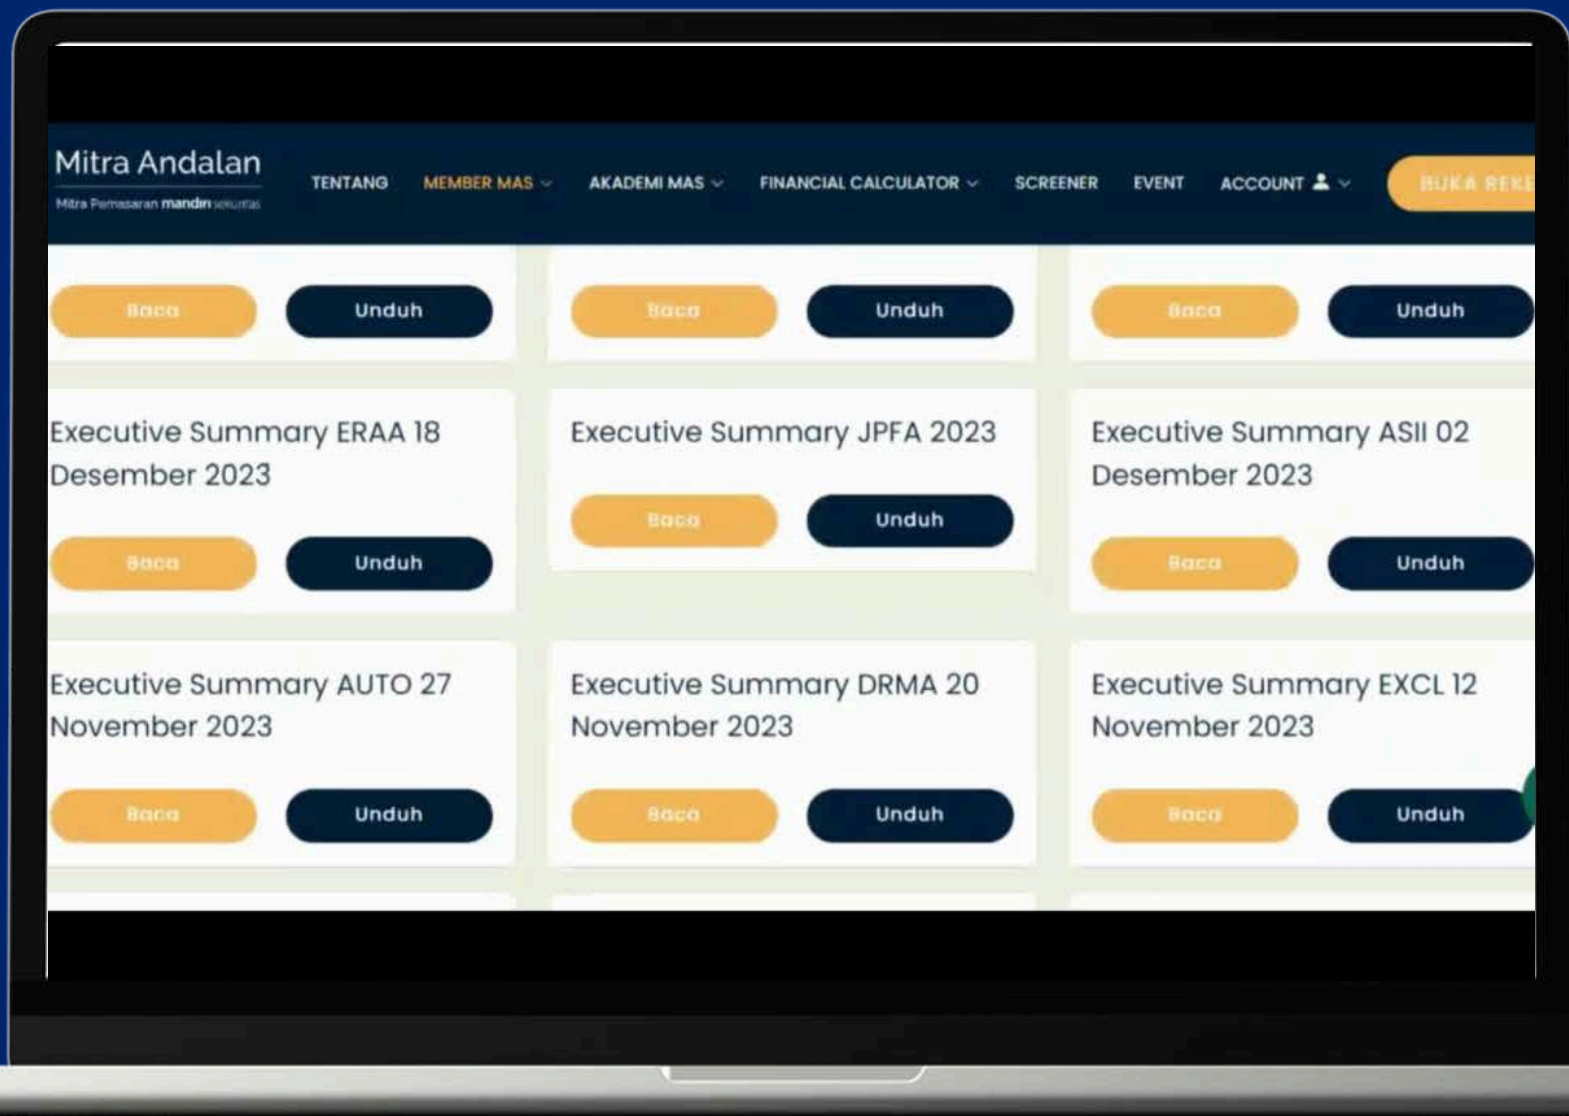 Mitra Andalan
Mitra Pemasaran mandiri sekuritas
TENTANG MEMBER MAS AKADEMI MAS FINANCIAL CALCULATOR SCREENER EVENT ACCOUNT BUKA REKE
Baca Unduh Baca Unduh Baca Unduh
Executive Summary ERAA 18
Desember 2023
Baca Unduh
Executive Summary JPFA 2023
Baca Unduh
Executive Summary ASII 02
Desember 2023
Baca Unduh
Executive Summary AUTO 27
November 2023
Baca Unduh
Executive Summary DRMA 20
November 2023
Baca Unduh
Executive Summary EXCL 12
November 2023
Baca Unduh